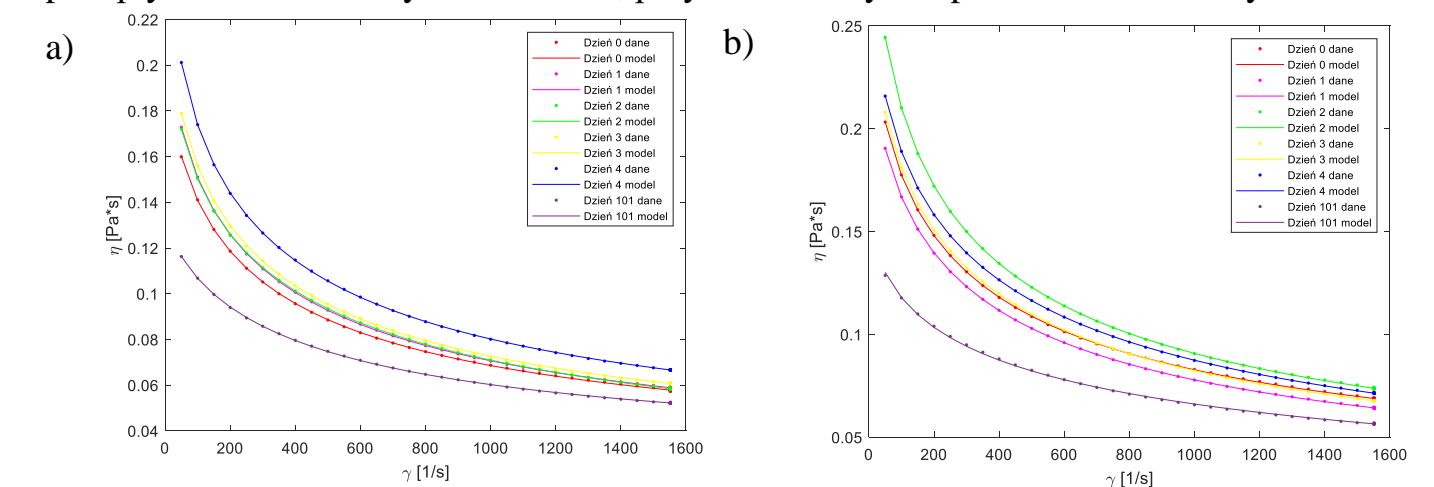 a)
0.22
0.2
0.18
0.16
0.14
0.12
0.1
0.08
0.06
0.04
η [Pa*s]
0 200 400 600 800 1000 1200 1400 1600
γ [1/s]
Dzień 0 dane
Dzień 0 model
Dzień 1 dane
Dzień 1 model
Dzień 2 dane
Dzień 2 model
Dzień 3 dane
Dzień 3 model
Dzień 4 dane
Dzień 4 model
Dzień 101 dane
Dzień 101 model
b)
0.25
0.2
0.15
0.1
0.05
η [Pa*s]
0 200 400 600 800 1000 1200 1400 1600
γ [1/s]
Dzień 0 dane
Dzień 0 model
Dzień 1 dane
Dzień 1 model
Dzień 2 dane
Dzień 2 model
Dzień 3 dane
Dzień 3 model
Dzień 4 dane
Dzień 4 model
Dzień 101 dane
Dzień 101 model